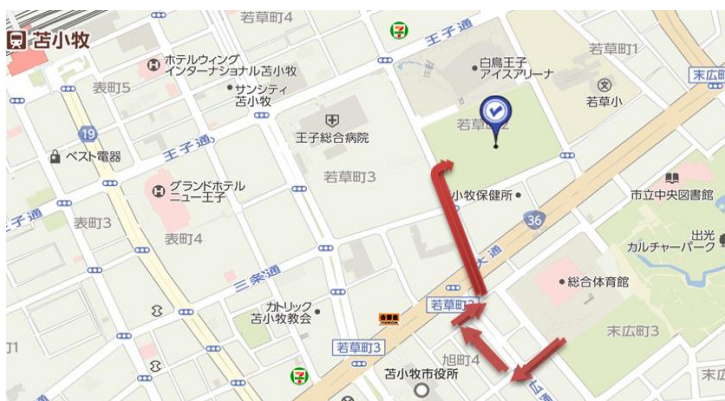 苫小牧
若草町4
王子通
ホテルウィング
インターナショナル苫小牧
白鳥王子
アイスアリーナ
若草町1
末広町
表町5
サンシティ
苫小牧
若草小
19
王子総合病院
若草町2
ベスト電器
王子通
グランドホテル
ニュー王子
若草町3
小牧保健所
市立中央図書館
表町3
表町4
36
出光
カルチャーパーク
三条通
大通
総合体育館
カトリック
苫小牧教会
若草町2
末広町3
若草町3
旭町4
苫小牧市役所
末広